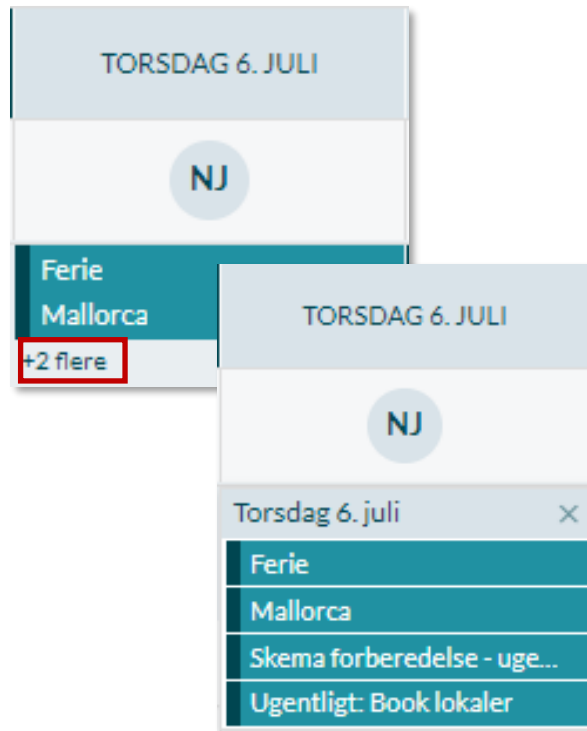 TORSDAG 6. JULI
NJ
Ferie
Mallorca
+2 flere
TORSDAG 6. JULI
NJ
Torsdag 6. juli
Ferie
Mallorca
Skema forberedelse - uge...
Ugentligt: Book lokaler